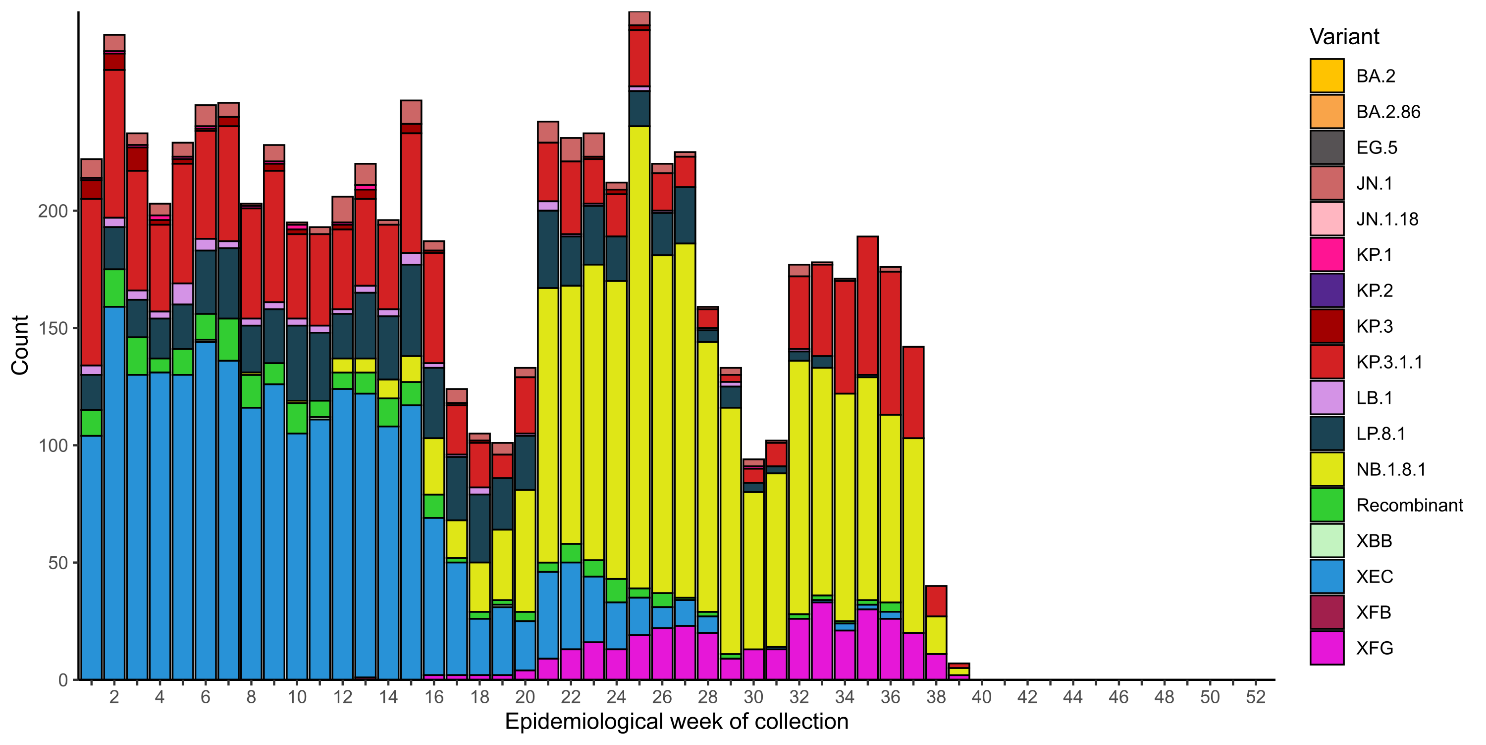 Variant
BA.2
BA.2.86
EG.5
JN.1
JN.1.18
KP.1
KP.2
KP.3
KP.3.1.1
LB.1
LP.8.1
NB.1.8.1
Recombinant
XBB
XEC
XFB
XFG
Count
200
150
100
50
0
2 4 6 8 10 12 14 16 18 20 22 24 26 28 30 32 34 36 38 40 42 44 46 48 50 52
Epidemiological week of collection